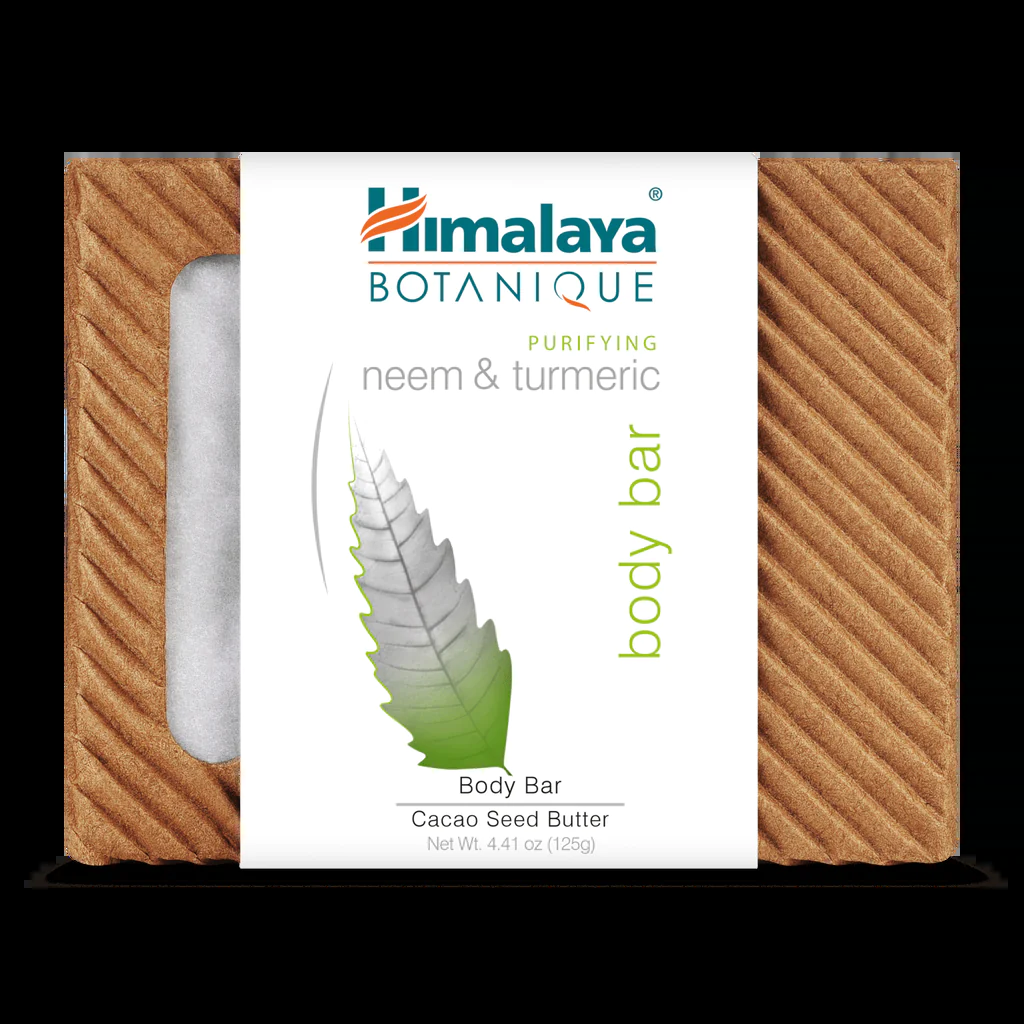 Himalaya®
BOTANIQUE
PURIFYING
neem & turmeric
body bar
Body Bar
Cacao Seed Butter
Net Wt. 4.41 oz (125g)